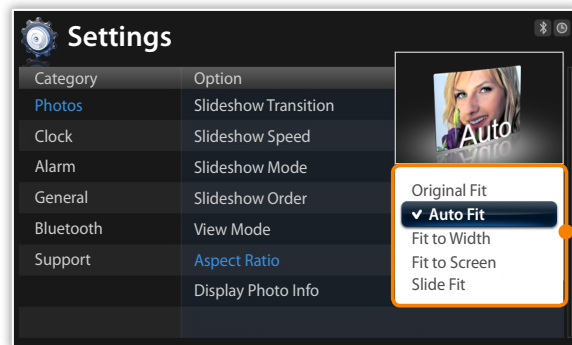 Settings
Category Option
Photos Slideshow Transition
Clock Slideshow Speed
Alarm Slideshow Mode
General Slideshow Order
Bluetooth View Mode
Support Aspect Ratio
Display Photo Info
Auto
Original Fit
Auto Fit
Fit to Width
Fit to Screen
Slide Fit